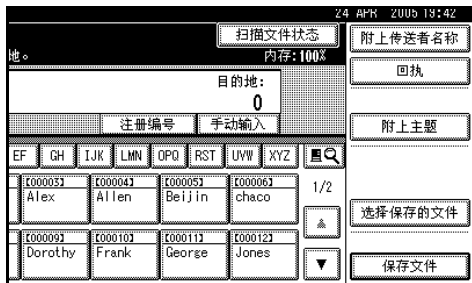 24 APR 2005 19:42
扫描文件状态
附上传送者名称
地。
内存:100%
回执
目的地:
0
注册编号
手动输入
附上主题
EF GH IJK LMN OPQ RST UVW XYZ
[00003] [00004] [00005] [00006]
Alex Allen Beijin chaco
1/2
选择保存的文件
[00009] [00010] [00011] [00012]
Dorothy Frank George Jones
保存文件